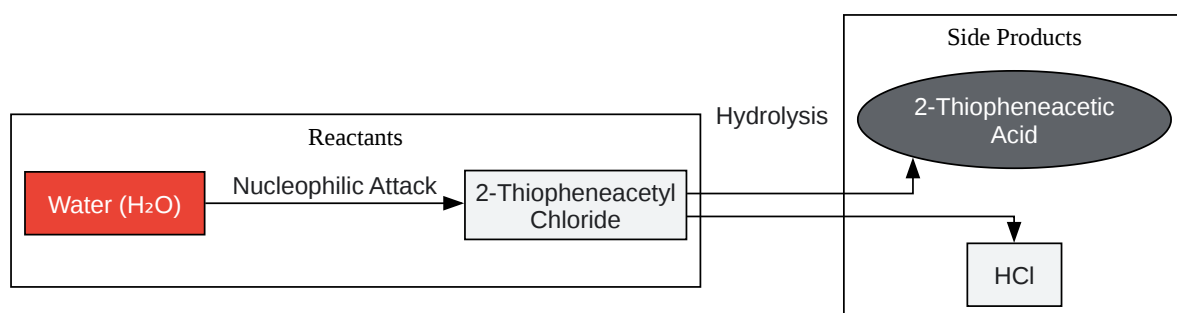 Side Products
2-Thiopheneacetic
Acid
Hydrolysis
Reactants
Nucleophilic Attack
Water (H₂O)
2-Thiopheneacetyl
Chloride
HCl